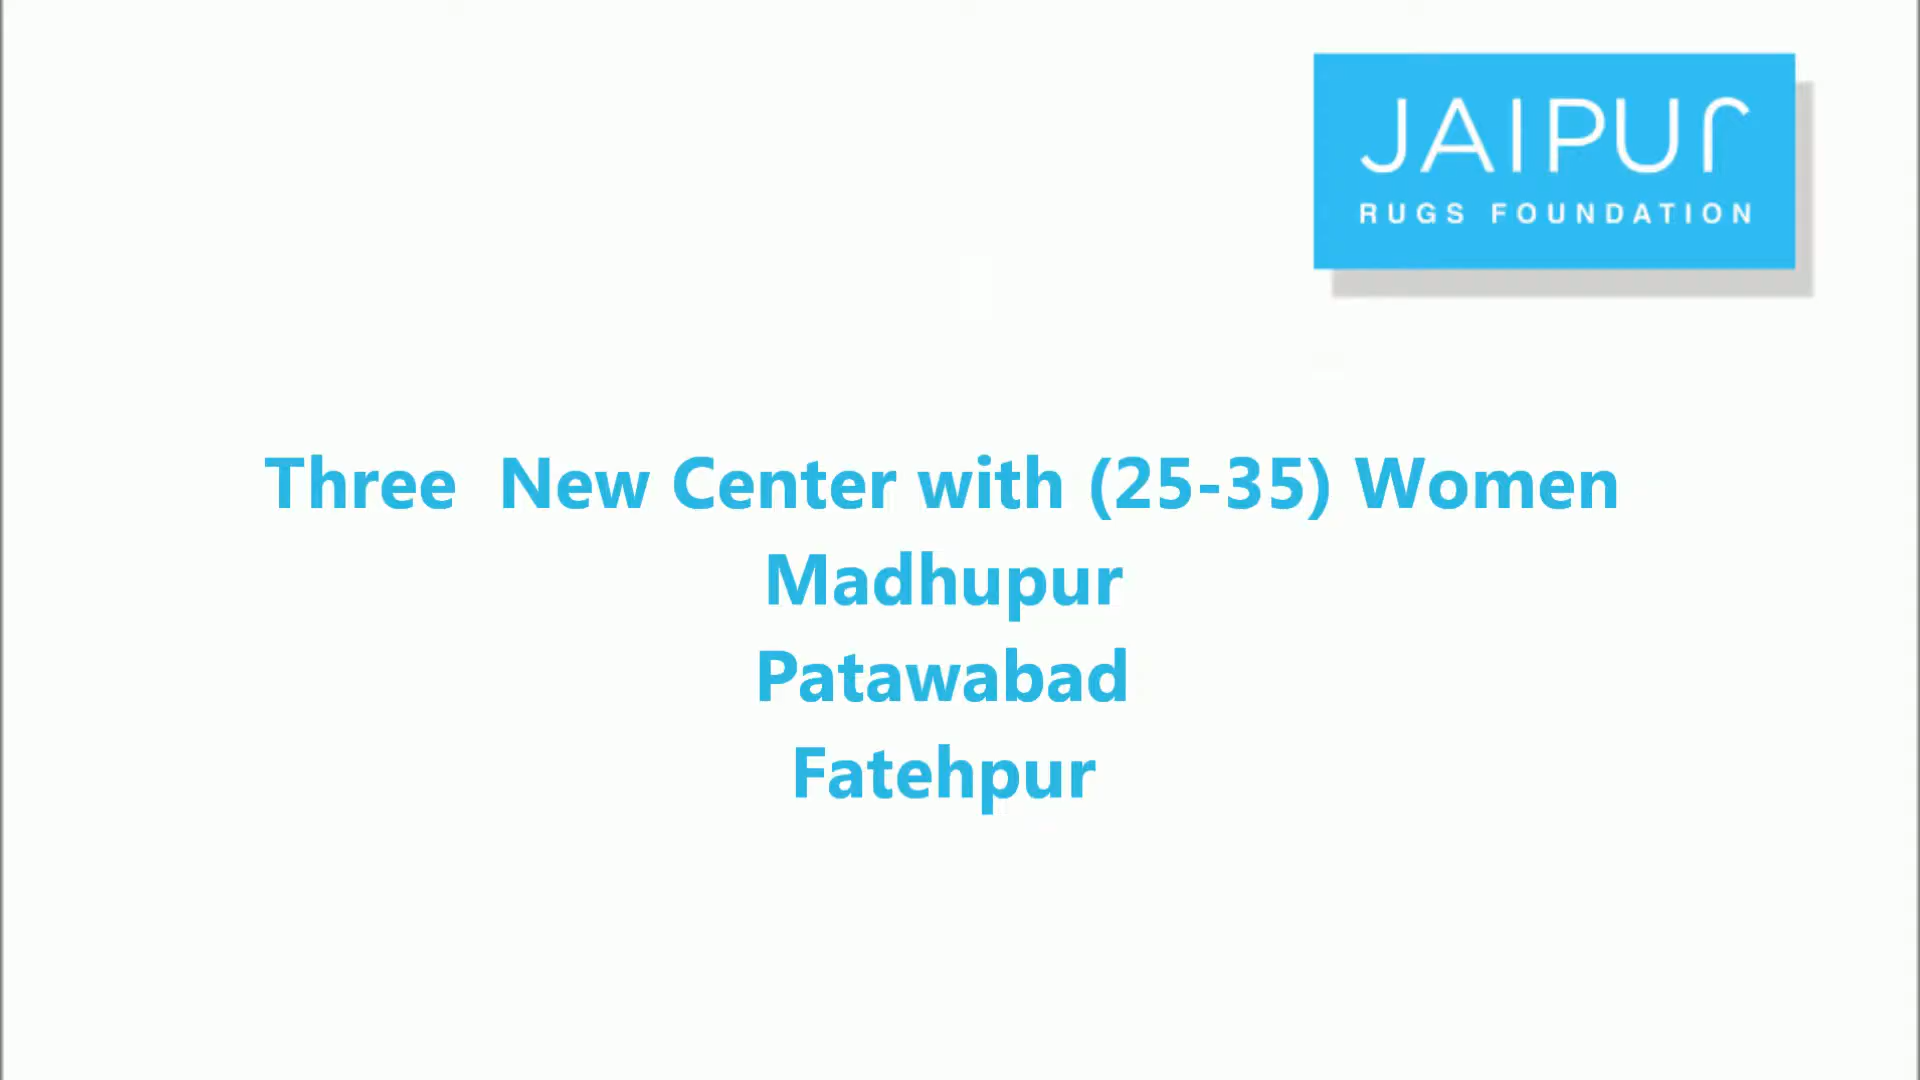 JAIPUR
RUGS FOUNDATION
Three  New Center with (25-35) Women
Madhupur
Patawabad
Fatehpur